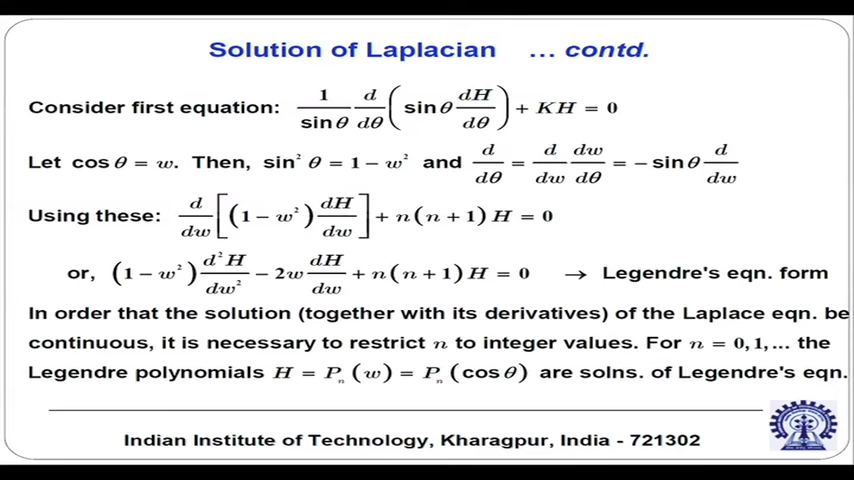 Solution of Laplacian ... contd.
Consider first equation: 1/sinθ d/dθ (sinθ dH/dθ) + KH = 0
Let cosθ = w. Then, sin² θ = 1 − w² and d/dθ = d/dw dw/dθ = − sinθ d/dw
Using these: d/dw [(1 − w²) dH/dw] + n(n + 1) H = 0
or, (1 − w²) d²H/dw² − 2w dH/dw + n(n + 1) H = 0 → Legendre's eqn. form
In order that the solution (together with its derivatives) of the Laplace eqn. be
continuous, it is necessary to restrict n to integer values. For n = 0,1,... the
Legendre polynomials H = Pₙ(w) = Pₙ(cosθ) are solns. of Legendre's eqn.
Indian Institute of Technology, Kharagpur, India - 721302